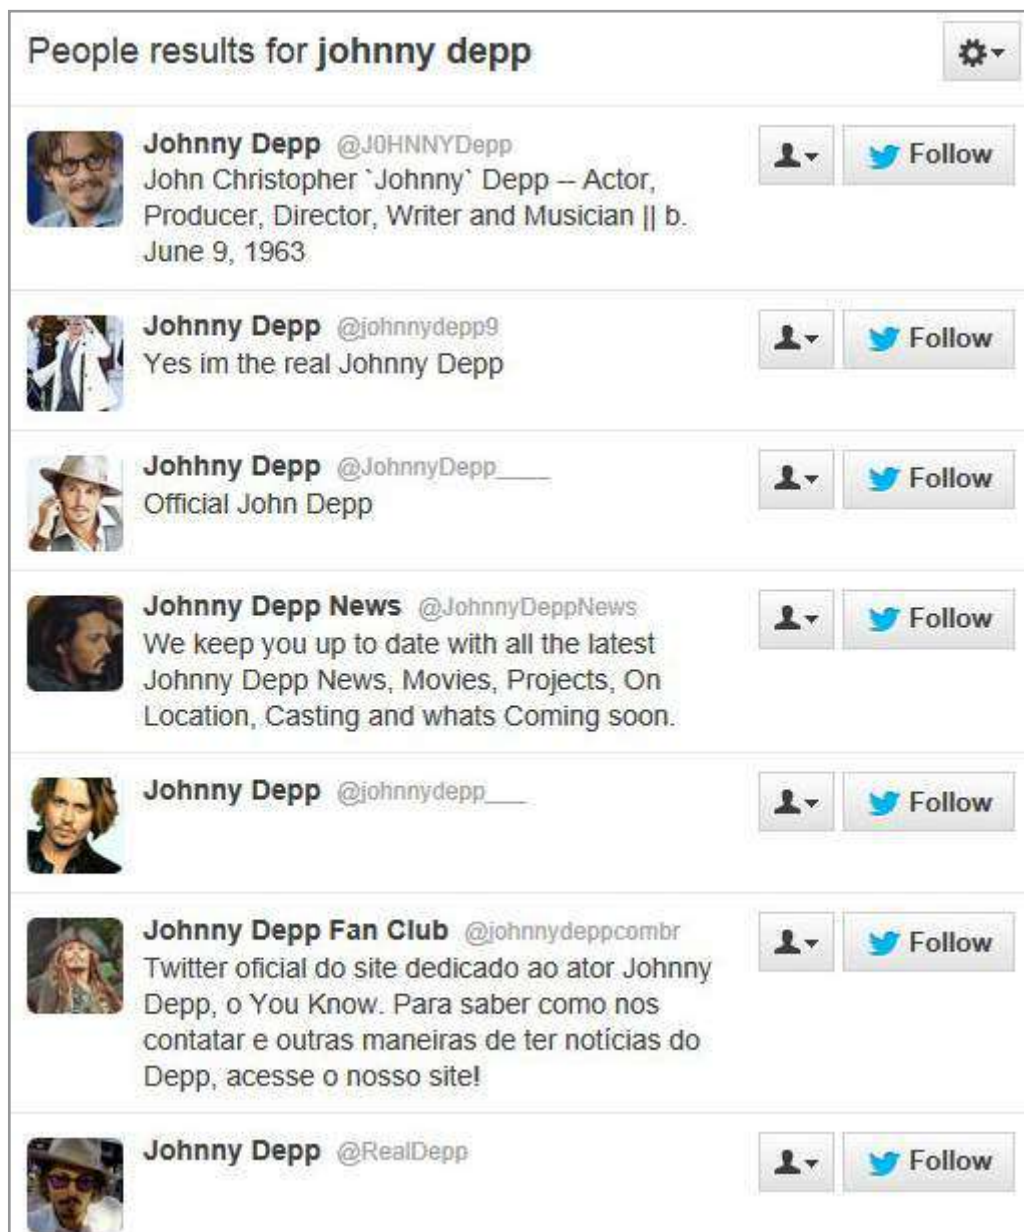 People results for johnny depp
Johnny Depp @J0HNNYDepp
Follow
John Christopher `Johnny` Depp -- Actor,
Producer, Director, Writer and Musician || b.
June 9, 1963
Johnny Depp @johnnydepp9
Follow
Yes im the real Johnny Depp
Johhny Depp @JohnnyDepp____
Follow
Official John Depp
Johnny Depp News @JohnnyDeppNews
Follow
We keep you up to date with all the latest
Johnny Depp News, Movies, Projects, On
Location, Casting and whats Coming soon.
Johnny Depp @johnnydepp___
Follow
Johnny Depp Fan Club @johnnydeppcombr
Follow
Twitter oficial do site dedicado ao ator Johnny
Depp, o You Know. Para saber como nos
contatar e outras maneiras de ter notícias do
Depp, acesse o nosso site!
Johnny Depp @RealDepp
Follow